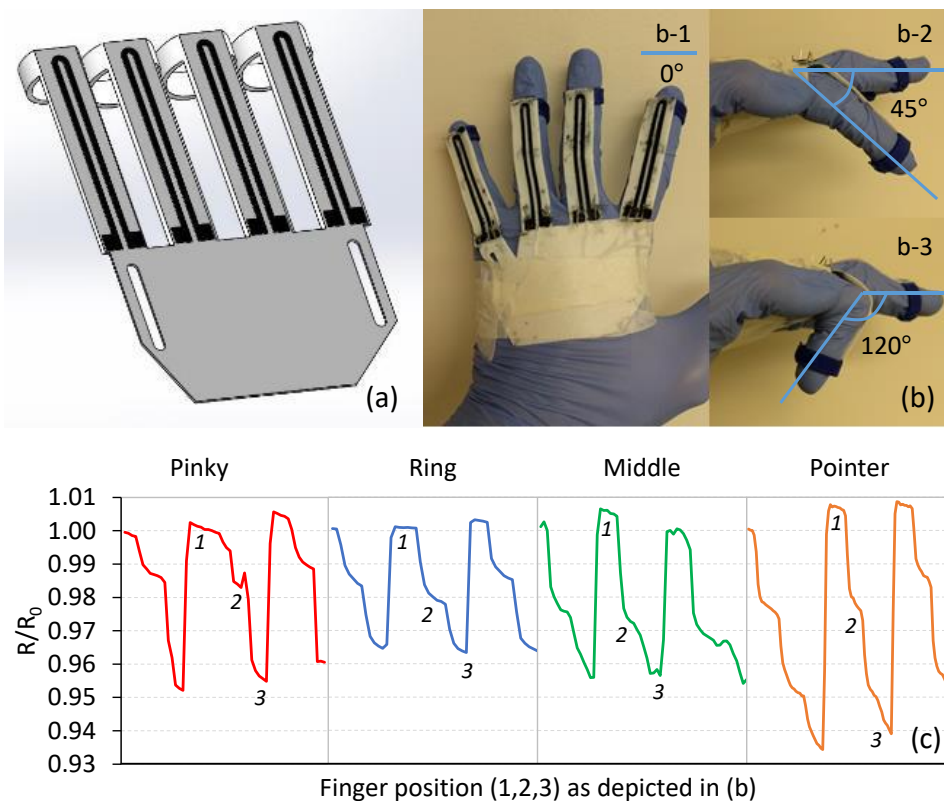 (a)
b-1
0°
b-2
45°
b-3
120°
(b)
Pinky
Ring
Middle
Pointer
R/R0
1.01
1.00
0.99
0.98
0.97
0.96
0.95
0.94
0.93
1
2
3
1
2
3
1
2
3
1
2
3
(c)
Finger position (1,2,3) as depicted in (b)